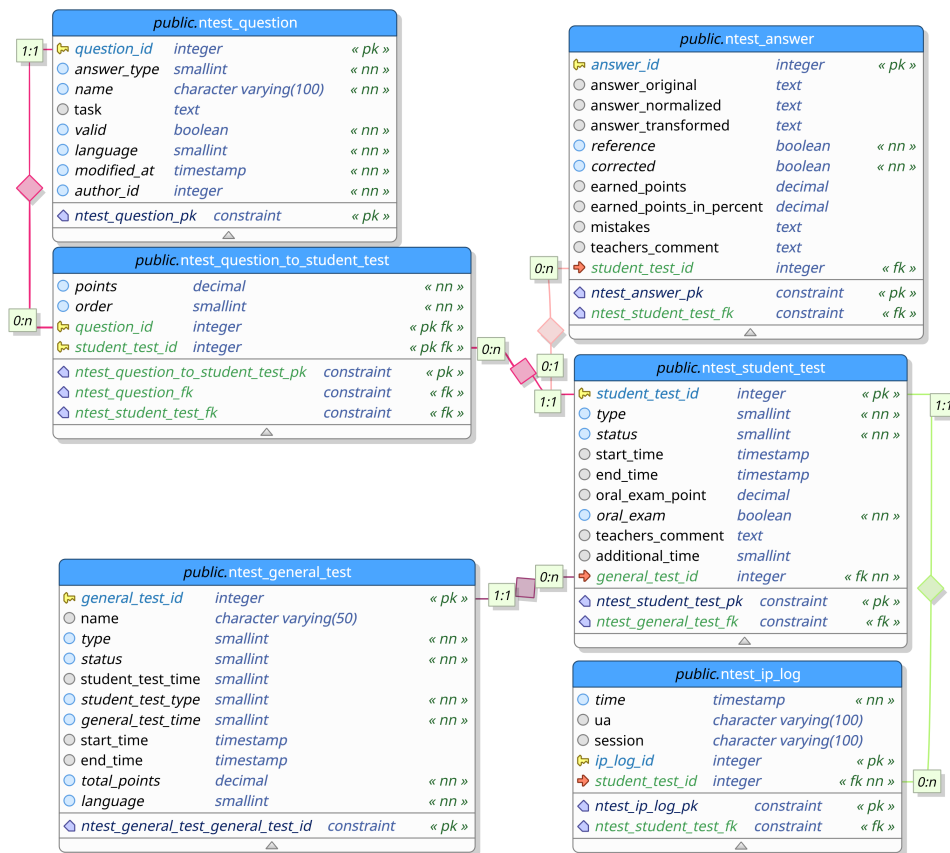 public.ntest_question
1:1
question_id integer « pk »
answer_type smallint « nn »
name character varying(100) « nn »
task text
valid boolean « nn »
language smallint « nn »
modified_at timestamp « nn »
author_id integer « nn »
ntest_question_pk constraint « pk »
public.ntest_question_to_student_test
points decimal « nn »
order smallint « nn »
0:n
question_id integer « pk fk »
student_test_id integer « pk fk »
0:n
ntest_question_to_student_test_pk constraint « pk »
ntest_question_fk constraint « fk »
ntest_student_test_fk constraint « fk »
public.ntest_answer
answer_id integer « pk »
answer_original text
answer_normalized text
answer_transformed text
reference boolean « nn »
corrected boolean « nn »
earned_points decimal
earned_points_in_percent decimal
mistakes text
teachers_comment text
0:n
student_test_id integer « fk »
ntest_answer_pk constraint « pk »
ntest_student_test_fk constraint « fk »
0:1
public.ntest_student_test
1:1
student_test_id integer « pk »
1:1
type smallint « nn »
status smallint « nn »
start_time timestamp
end_time timestamp
oral_exam_point decimal
oral_exam boolean « nn »
teachers_comment text
additional_time smallint
0:n
general_test_id integer « fk nn »
ntest_student_test_pk constraint « pk »
ntest_general_test_fk constraint « fk »
public.ntest_general_test
general_test_id integer « pk »
1:1
name character varying(50)
type smallint « nn »
status smallint « nn »
student_test_time smallint
student_test_type smallint « nn »
general_test_time smallint « nn »
start_time timestamp
end_time timestamp
total_points decimal « nn »
language smallint « nn »
ntest_general_test_general_test_id constraint « pk »
public.ntest_ip_log
time timestamp « nn »
ua character varying(100)
session character varying(100)
ip_log_id integer « pk »
student_test_id integer « fk nn »
0:n
ntest_ip_log_pk constraint « pk »
ntest_student_test_fk constraint « fk »